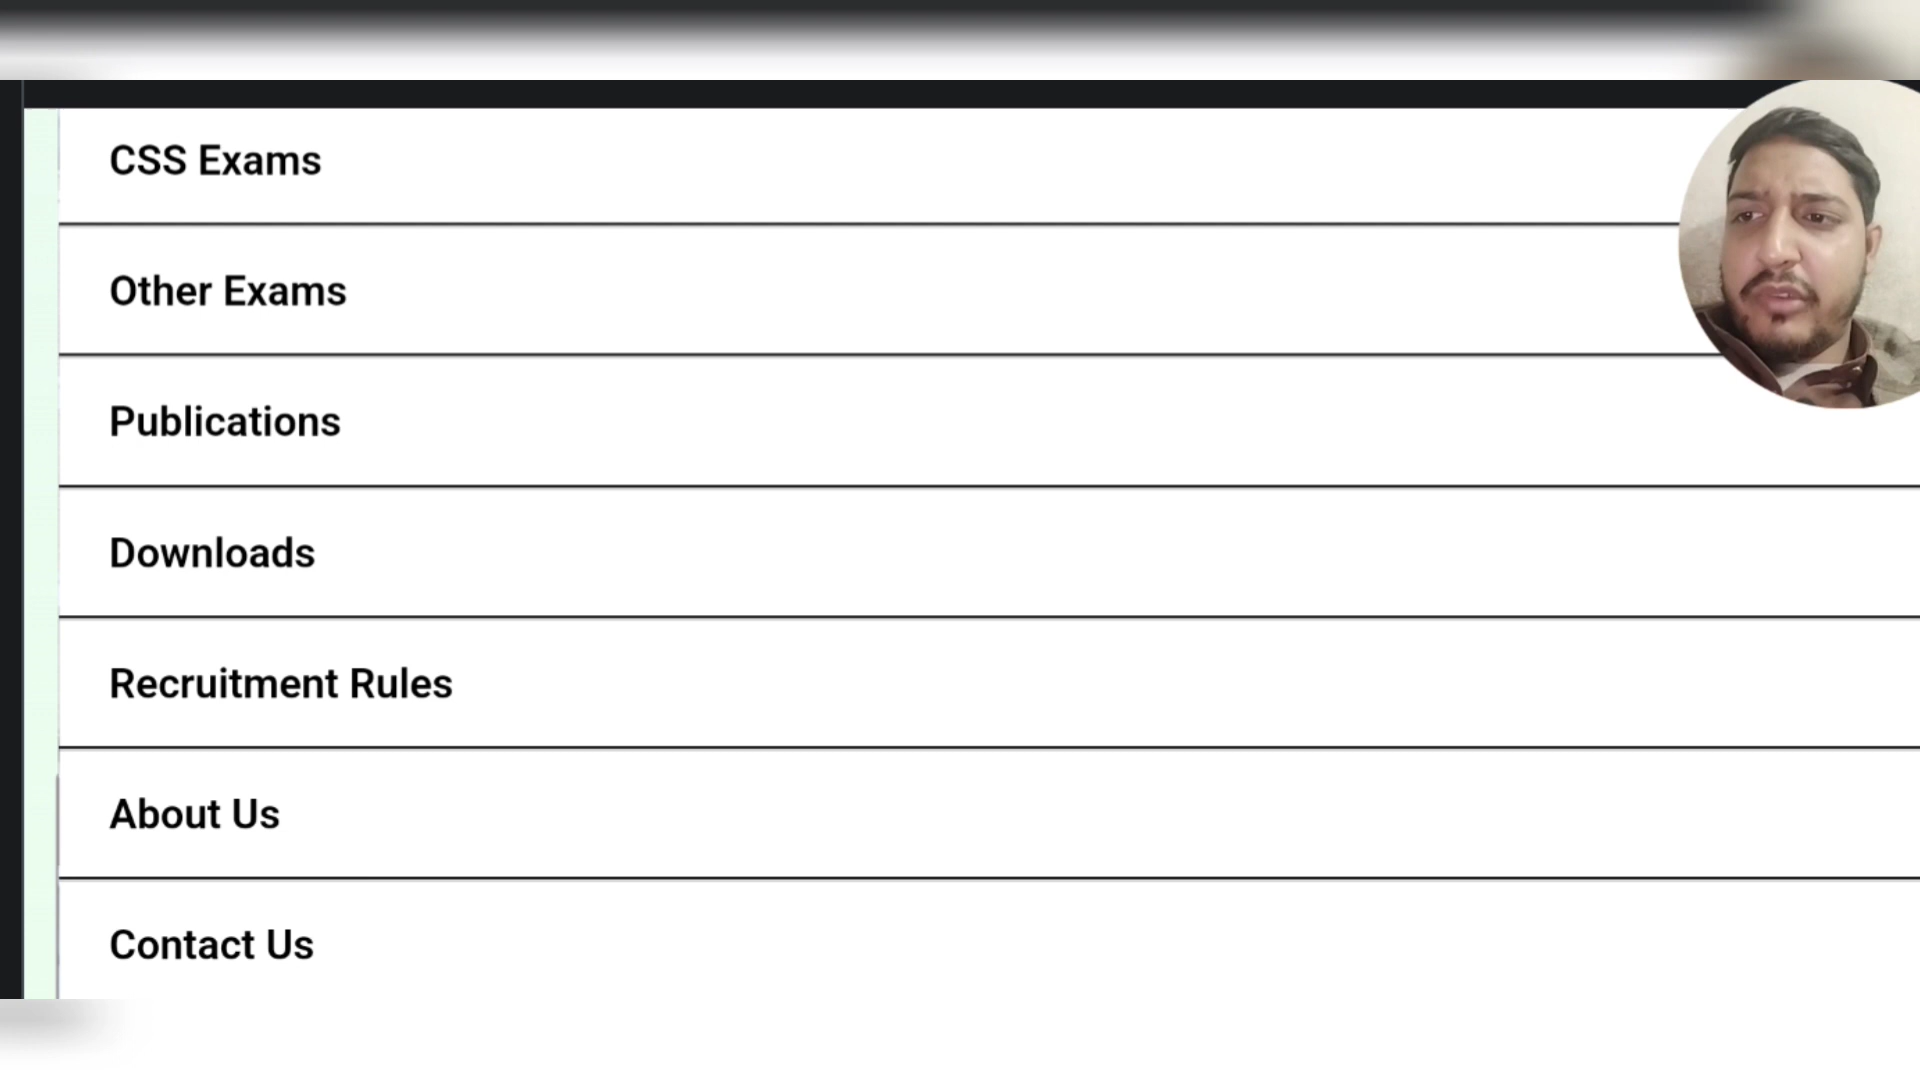 CSS Exams
Other Exams
Publications
Downloads
Recruitment Rules
About Us
Contact Us